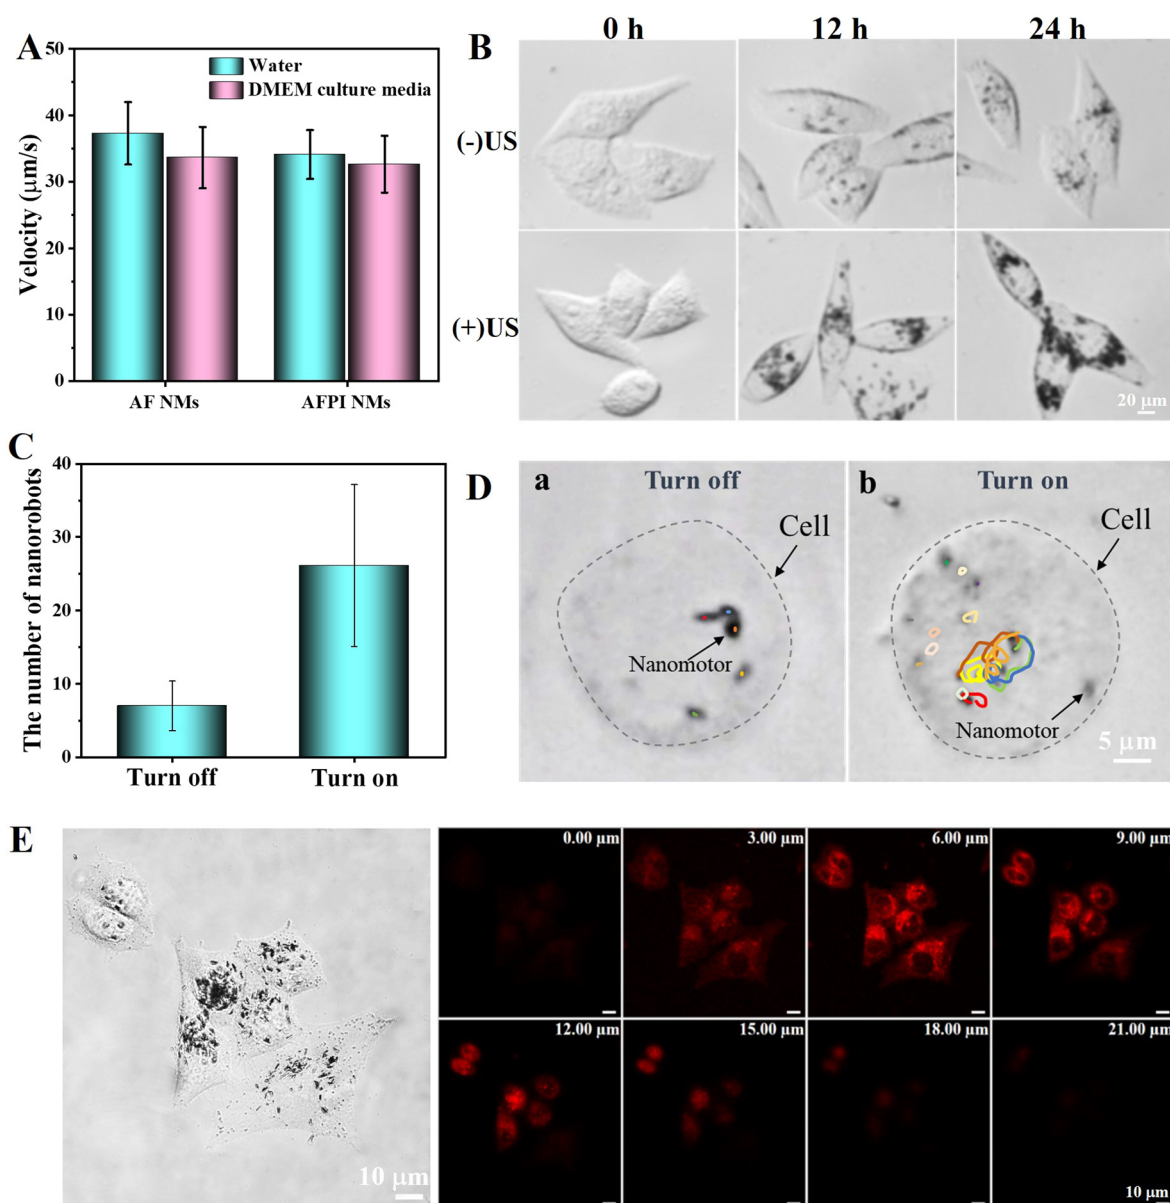 A
Velocity (μm/s)
50
40
30
20
10
0
Water
DMEM culture media
AF NMs
AFPI NMs
B
0 h
12 h
24 h
(-)US
(+)US
20 μm
C
The number of nanorobots
40
30
20
10
0
Turn off
Turn on
D
a
Turn off
Cell
Nanomotor
b
Turn on
Cell
Nanomotor
5 μm
E
10 μm
0.00 μm
3.00 μm
6.00 μm
9.00 μm
12.00 μm
15.00 μm
18.00 μm
21.00 μm
10 μm